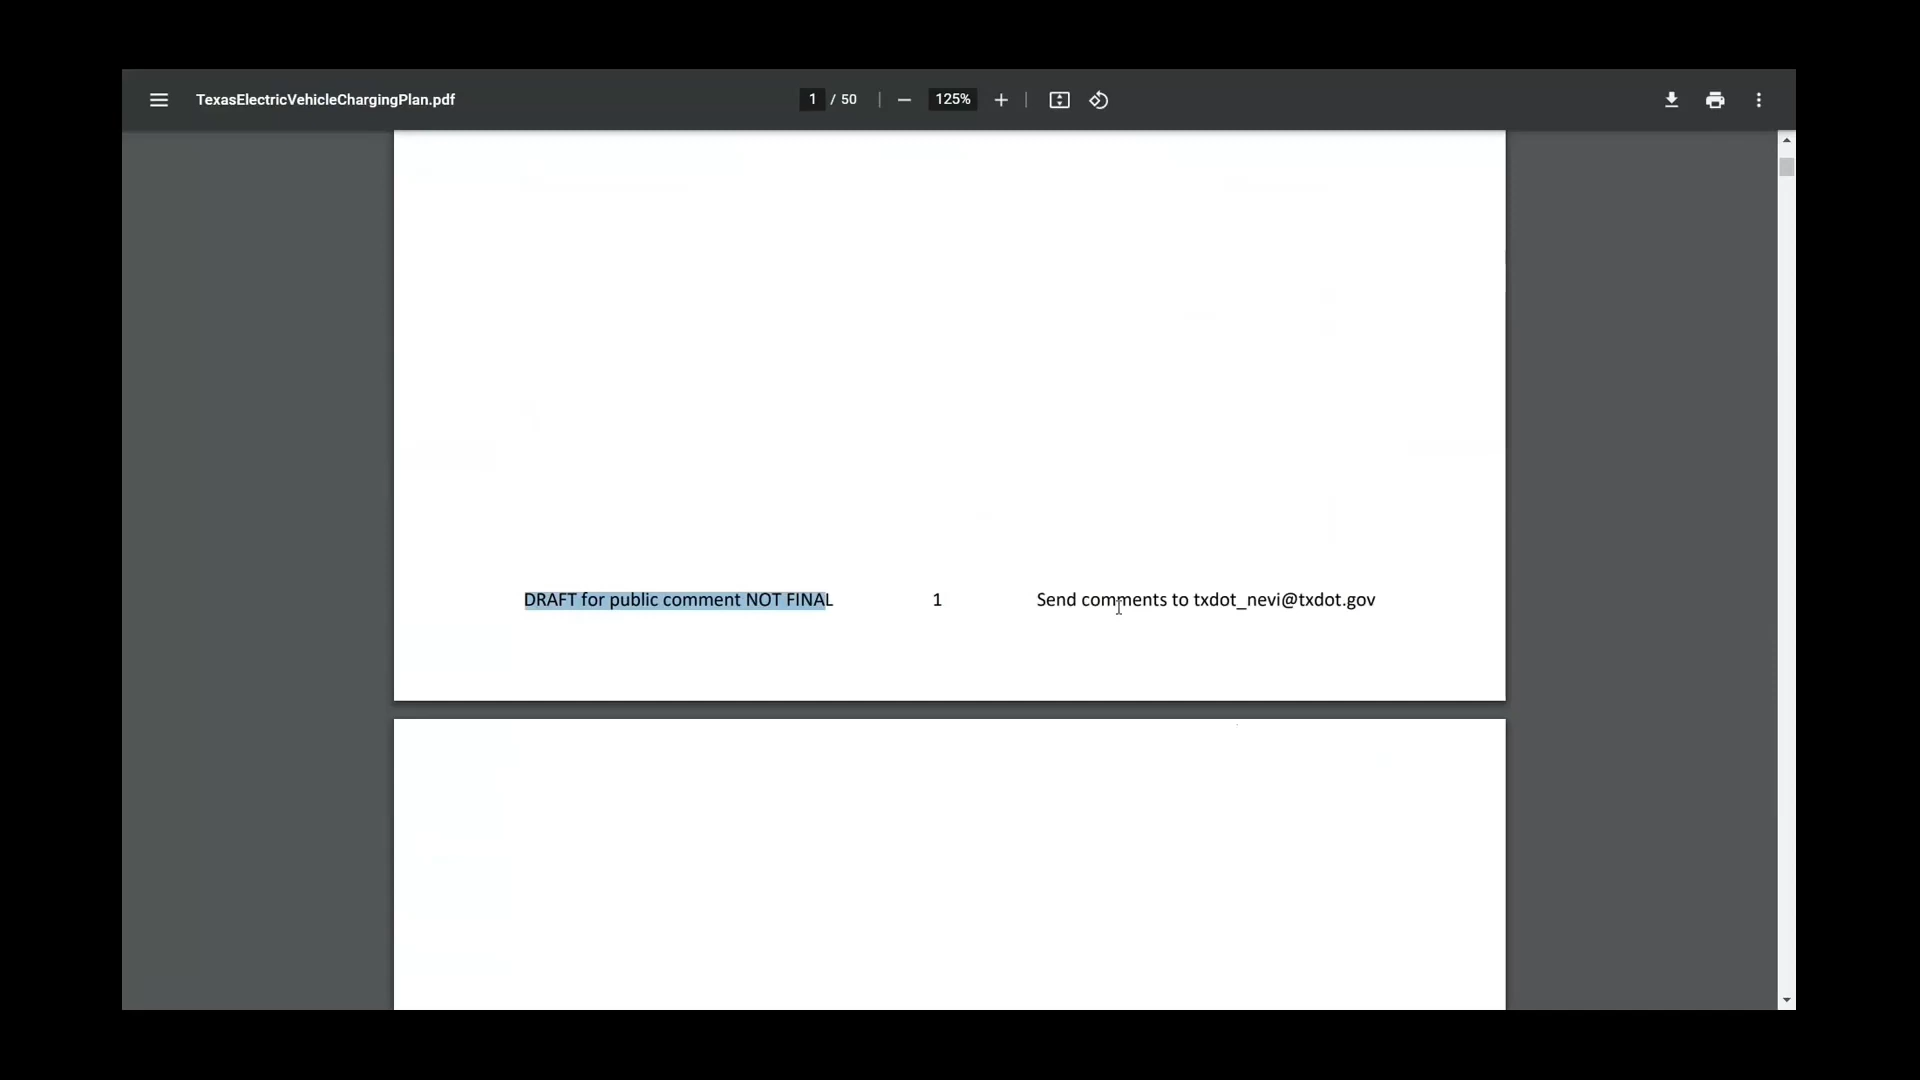 TexasElectricVehicleChargingPlan.pdf
1 / 50
125%
DRAFT for public comment NOT FINAL
1
Send comments to txdot_nevi@txdot.gov